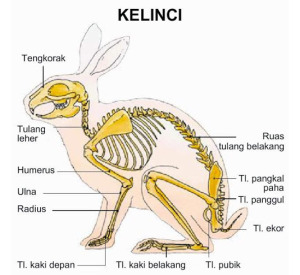 KELINCI
Tengkorak
Tulang
leher
Humerus
Ulna
Radius
Tl. kaki depan
Tl. kaki belakang
Tl. pubik
Ruas
tulang belakang
Tl. pangkal
paha
Tl. panggul
Tl. ekor